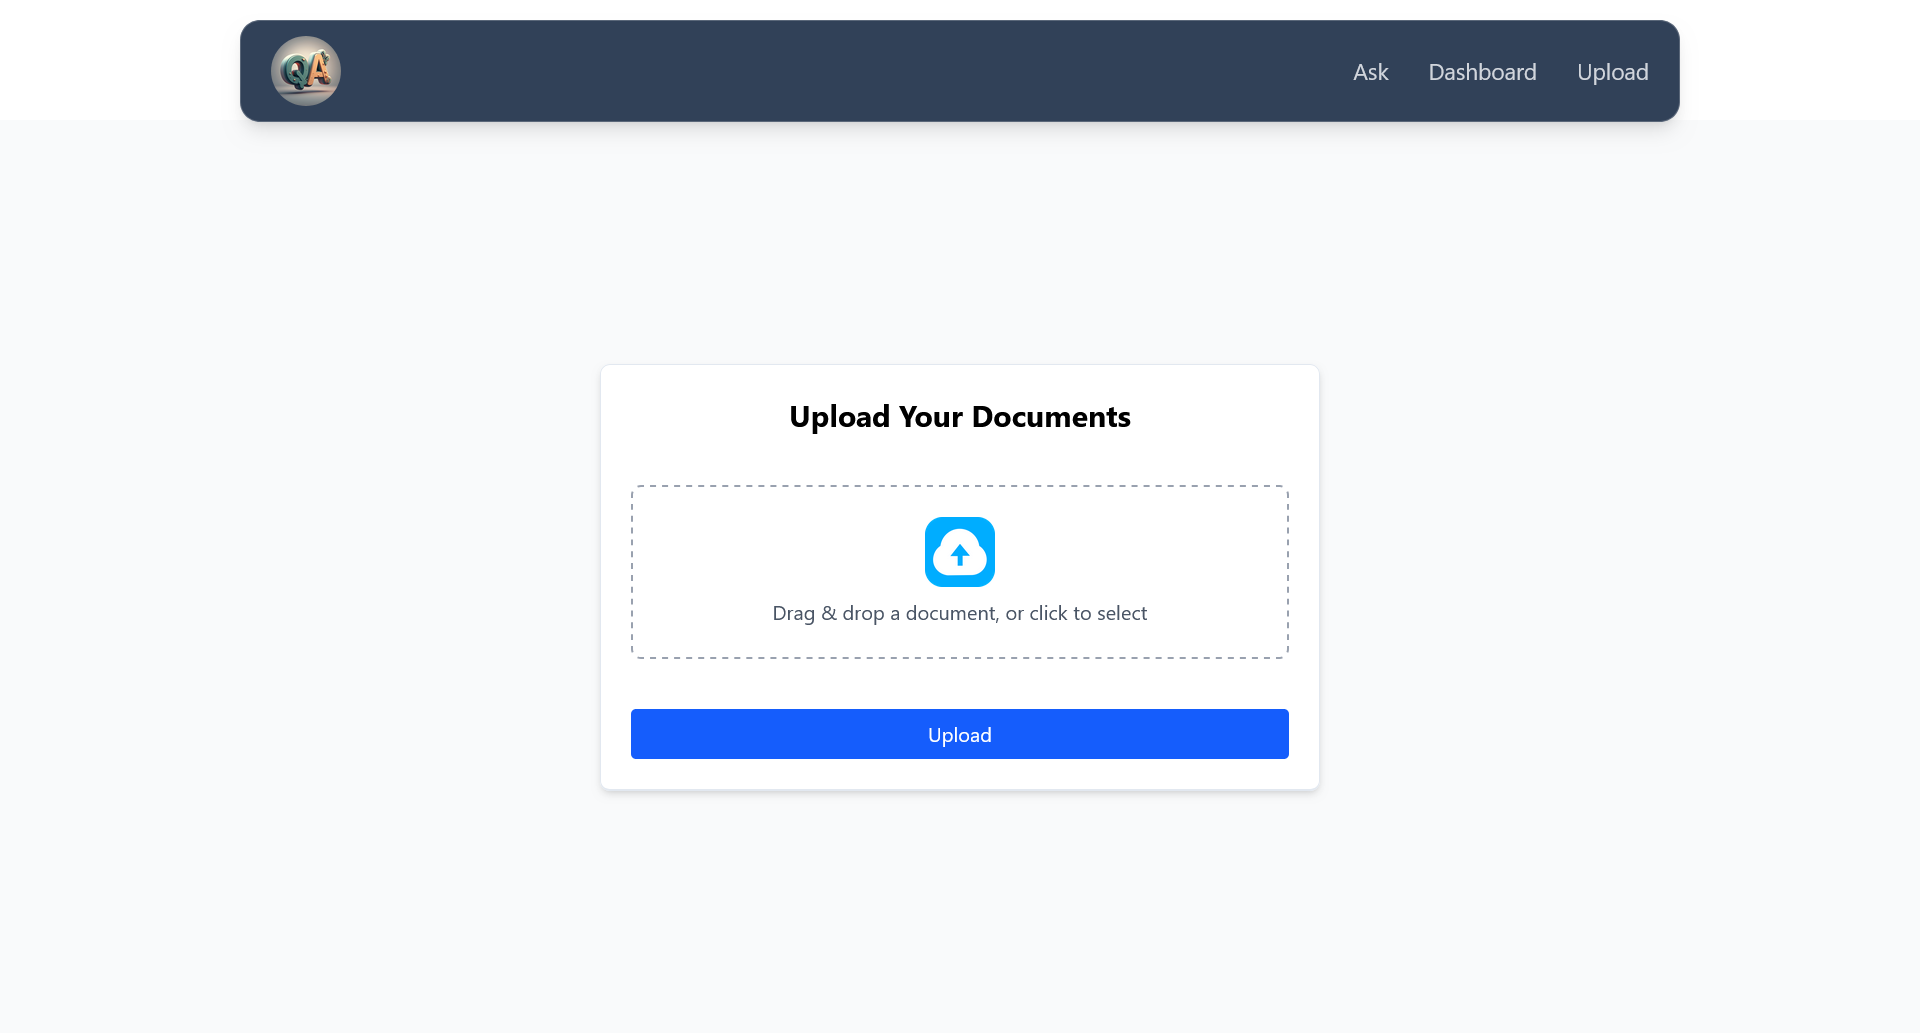 QA
Ask
Dashboard
Upload
Upload Your Documents
Drag & drop a document, or click to select
Upload